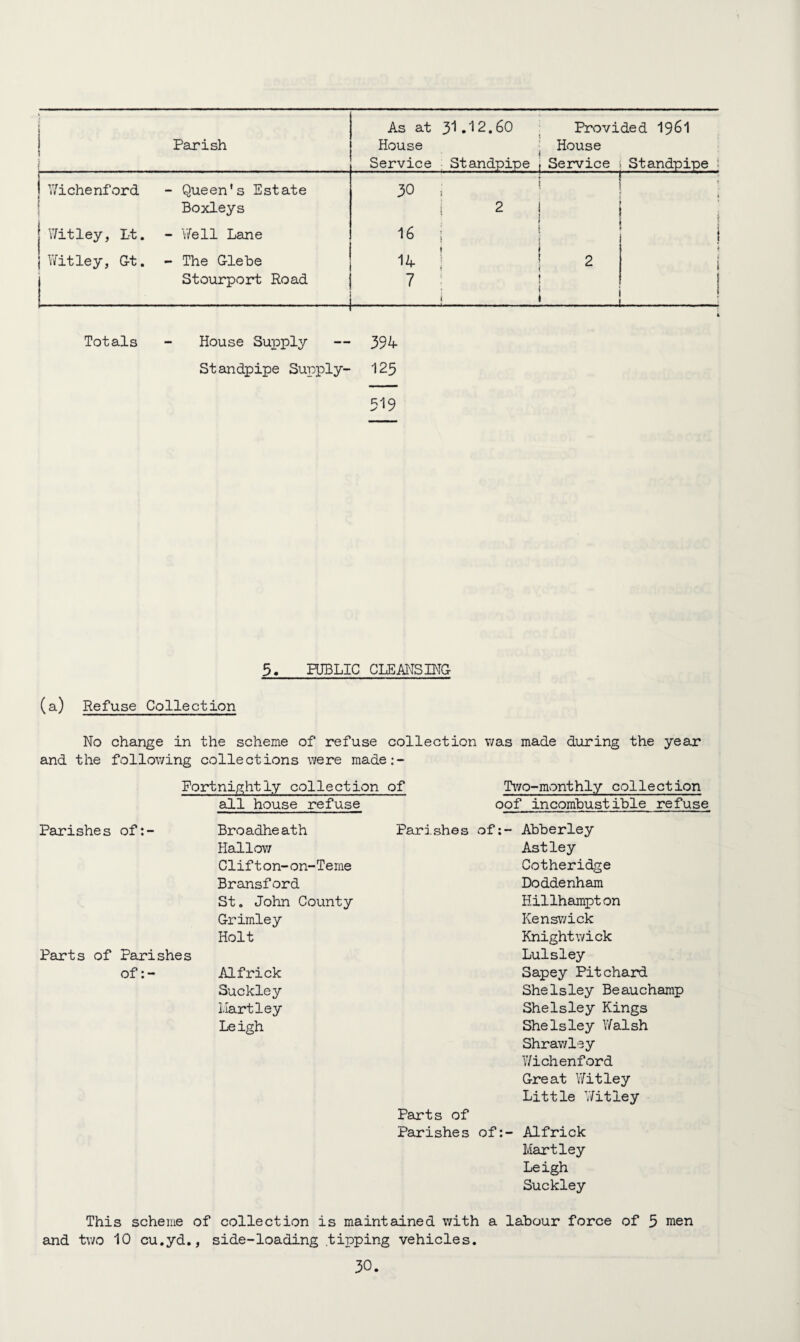 As at 31.12.60 Provided 1961
Parish House House
Service Standpipe Service Standpipe
Wichenford - Queen's Estate 30
Boxleys 2
Witley, Lt. - Well Lane 16
Witley, Gt. - The Glebe 14 2
Stourport Road 7
Totals - House Supply -- 394
Standpipe Supply- 125
519
5. PUBLIC CLEANSING
(a) Refuse Collection
No change in the scheme of refuse collection was made during the year
and the following collections were made:-
Fortnightly collection of Two-monthly collection
all house refuse oof incombustible refuse
Parishes of:- Broadheath Parishes of:- Abberley
Hallow Astley
Clifton-on-Teme Cotheridge
Bransford Doddenham
St. John County Hillhampton
Grimley Kenswick
Holt Knightwick
Parts of Parishes Lulsley
of:- Alfrick Sapey Pitchard
Suckley Shelsley Beauchamp
Martley Shelsley Kings
Leigh Shelsley Walsh
Shrawley
Wichenford
Great Witley
Little Witley
Parts of
Parishes of:- Alfrick
Martley
Leigh
Suckley
This scheme of collection is maintained with a labour force of 5 men
and two 10 cu.yd., side-loading tipping vehicles.
30.